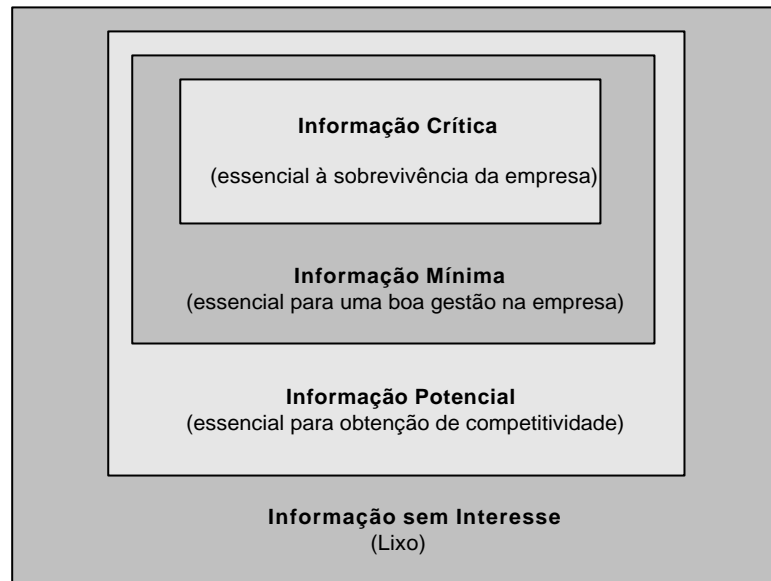 Informação Crítica
(essencial à sobrevivência da empresa)
Informação Mínima
(essencial para uma boa gestão na empresa)
Informação Potencial
(essencial para obtenção de competitividade)
Informação sem Interesse
(Lixo)